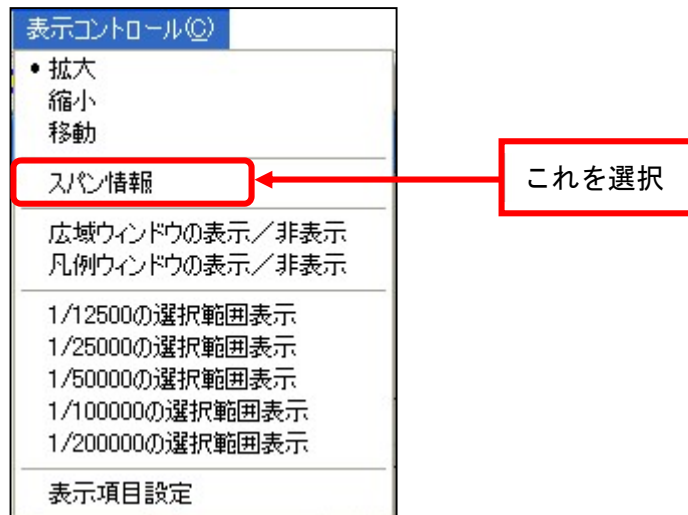 表示コントロール(C)
• 拡大
縮小
移動
スパン情報
これを選択
広域ウィンドウの表示/非表示
凡例ウィンドウの表示/非表示
1/12500の選択範囲表示
1/25000の選択範囲表示
1/50000の選択範囲表示
1/100000の選択範囲表示
1/200000の選択範囲表示
表示項目設定